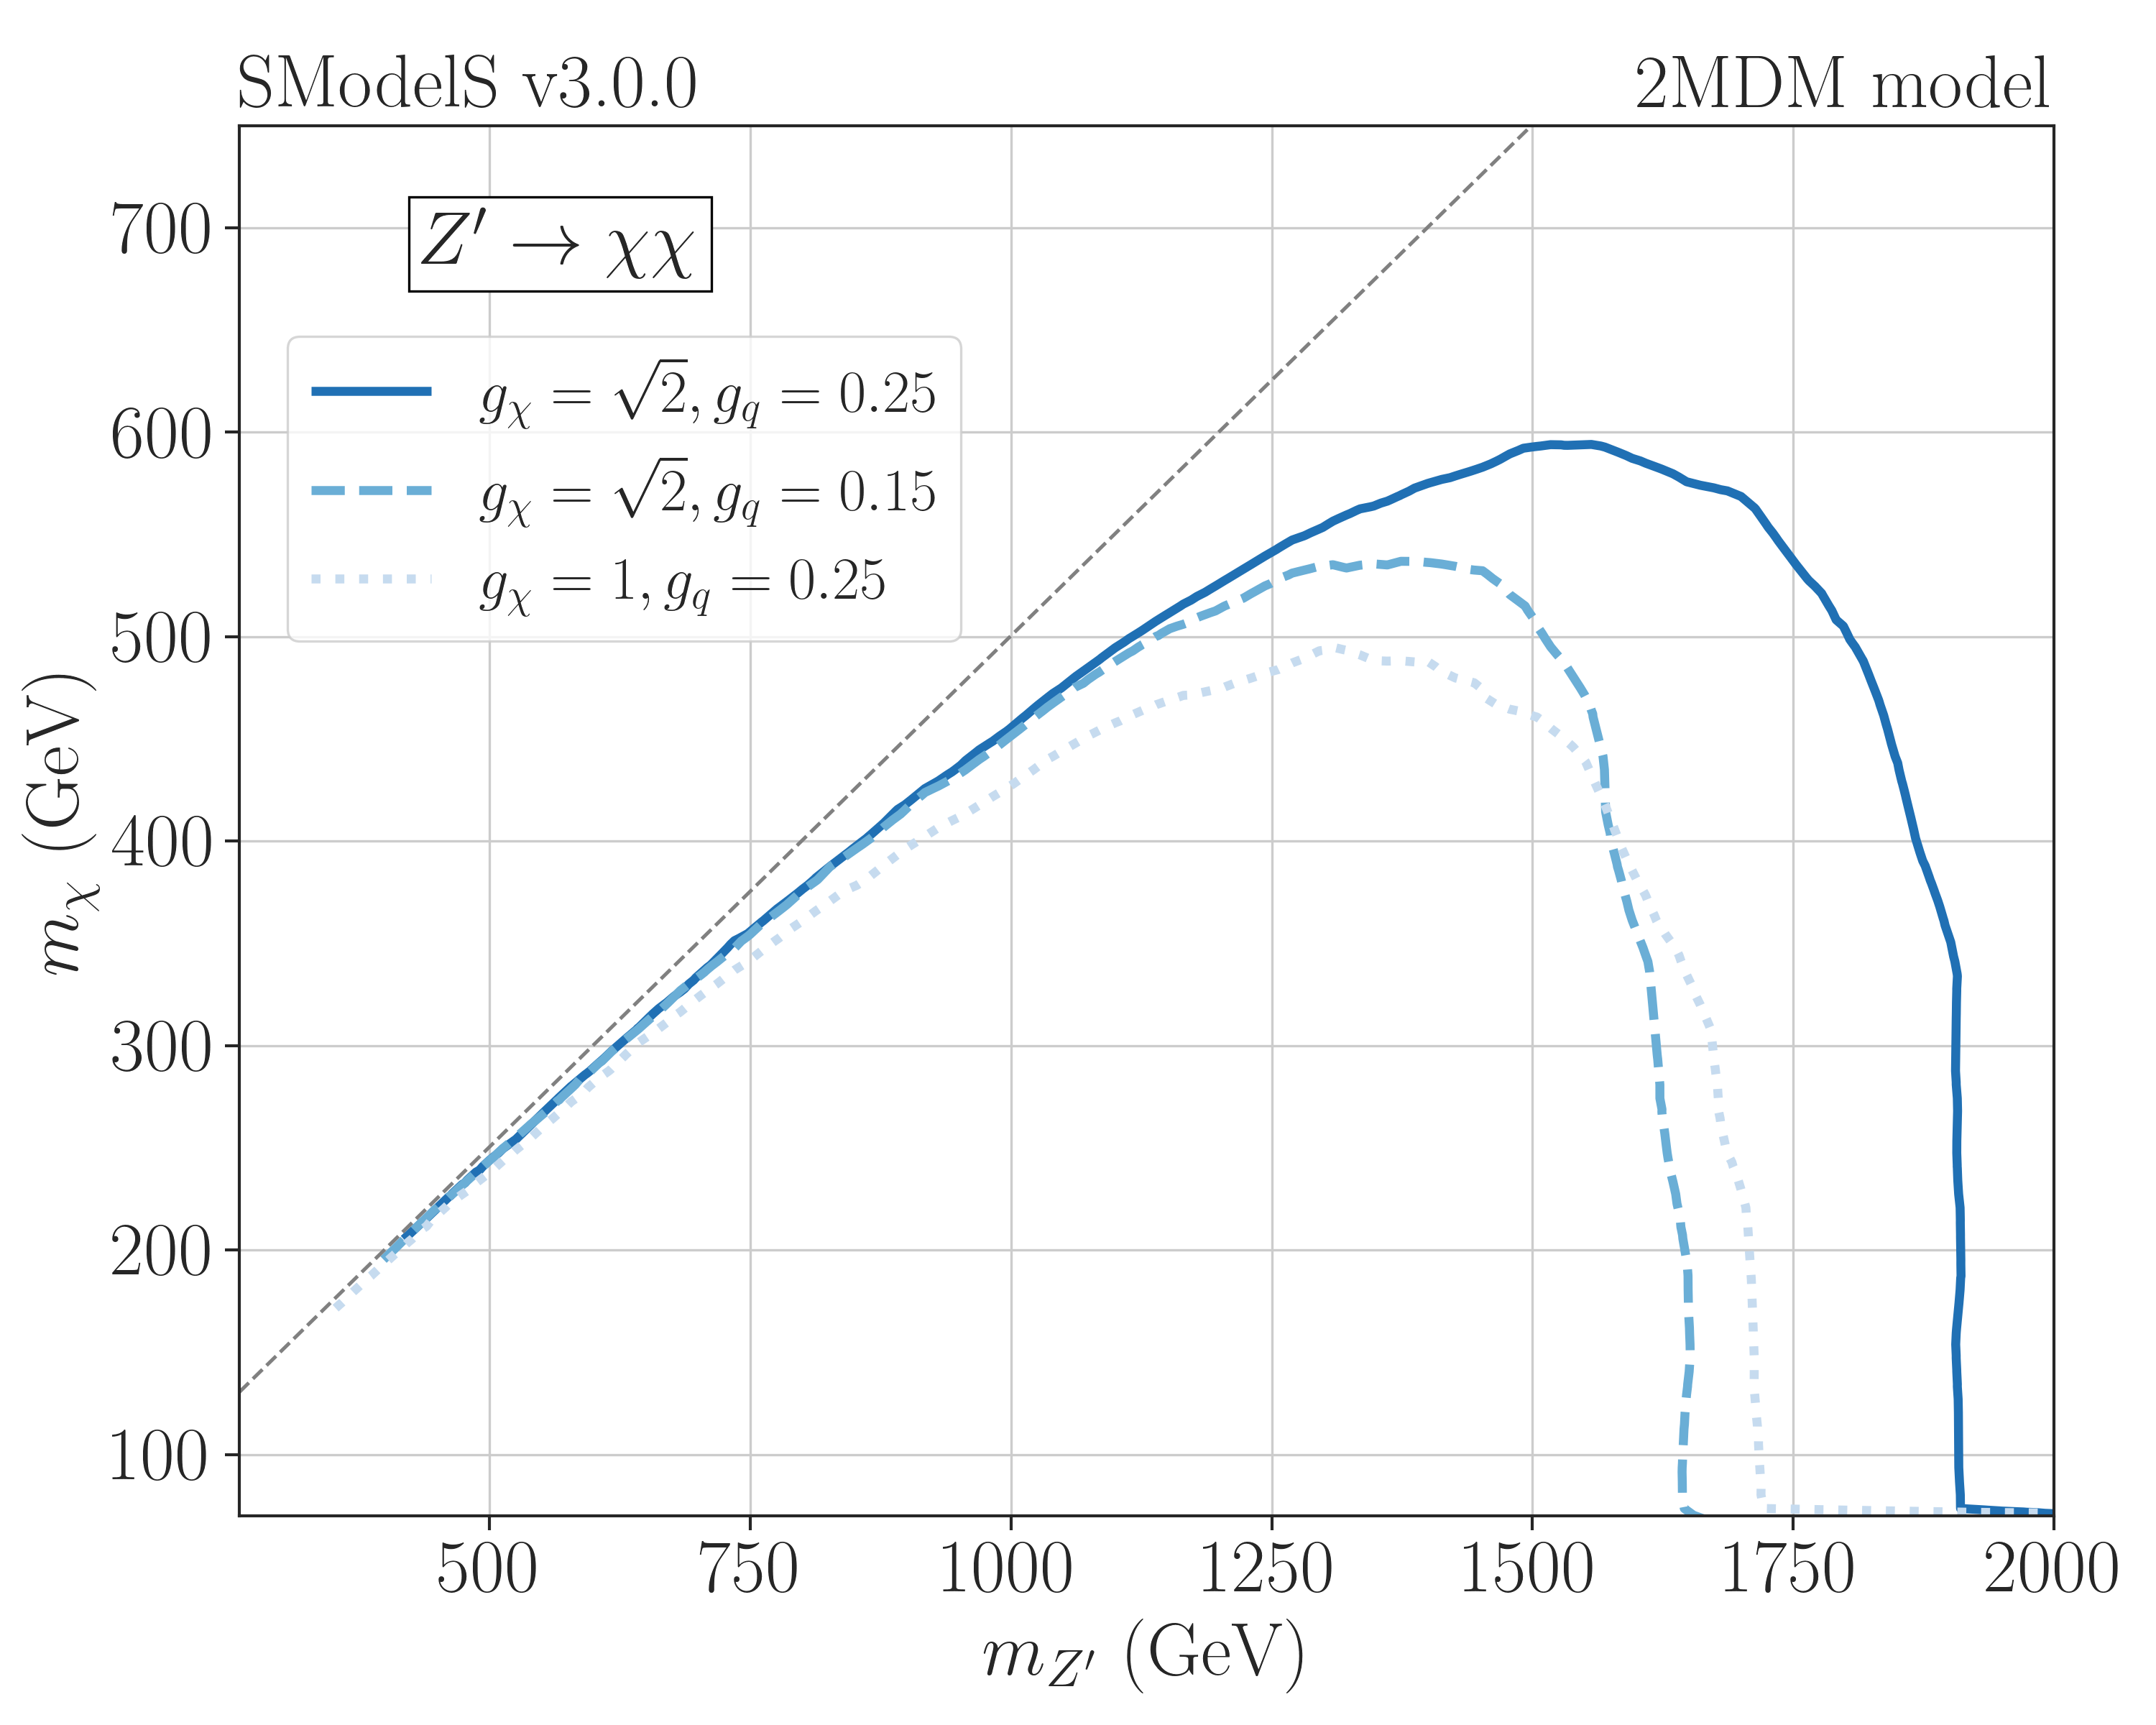 SModelS v3.0.0
2MDM model
Z′ → χχ
g_χ = √2, g_q = 0.25
g_χ = √2, g_q = 0.15
g_χ = 1, g_q = 0.25
700
600
500
400
300
200
100
m_χ (GeV)
500
750
1000
1250
1500
1750
2000
m_Z′ (GeV)